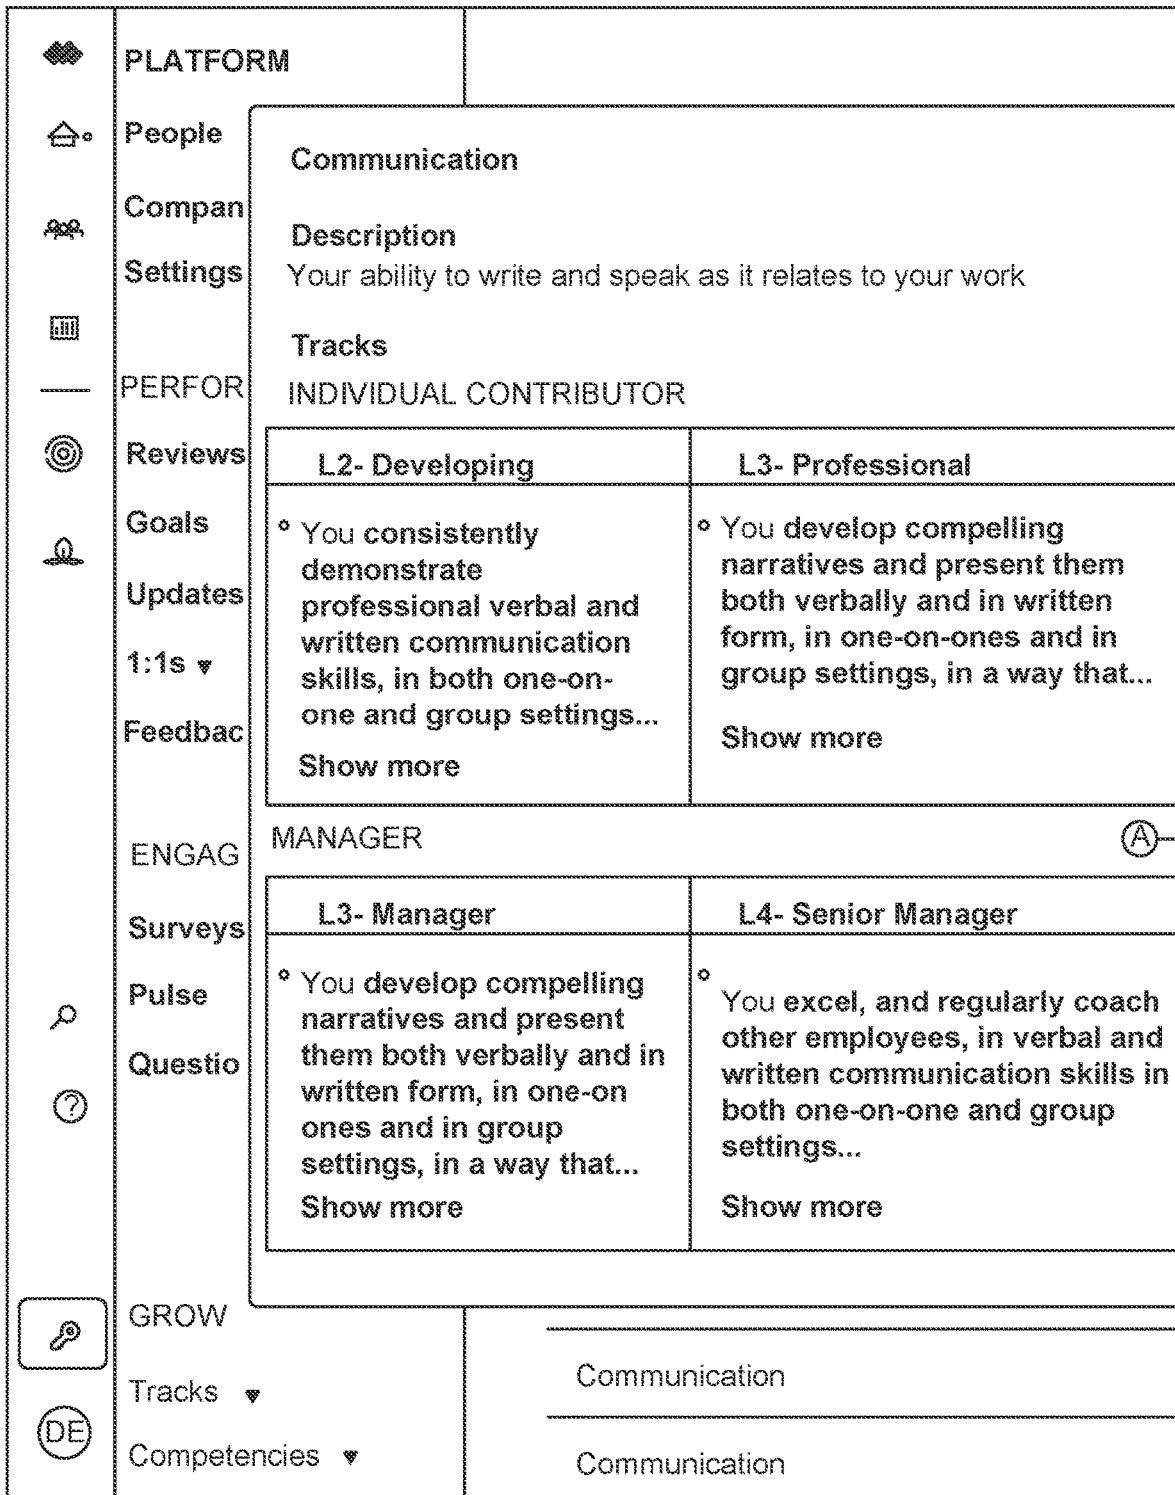 PLATFORM
People
Compan
Settings
PERFOR
Reviews
Goals
Updates
1:1s
Feedbac
ENGAG
Surveys
Pulse
Questio
GROW
Tracks
Competencies
DE
Communication
Description
Your ability to write and speak as it relates to your work
Tracks
INDIVIDUAL CONTRIBUTOR
L2- Developing
You consistently
demonstrate
professional verbal and
written communication
skills, in both one-on-
one and group settings...
Show more
L3- Professional
You develop compelling
narratives and present them
both verbally and in written
form, in one-on-ones and in
group settings, in a way that...
Show more
MANAGER
A
L3- Manager
You develop compelling
narratives and present
them both verbally and in
written form, in one-on
ones and in group
settings, in a way that...
Show more
L4- Senior Manager
You excel, and regularly coach
other employees, in verbal and
written communication skills in
both one-on-one and group
settings...
Show more
Communication
Communication